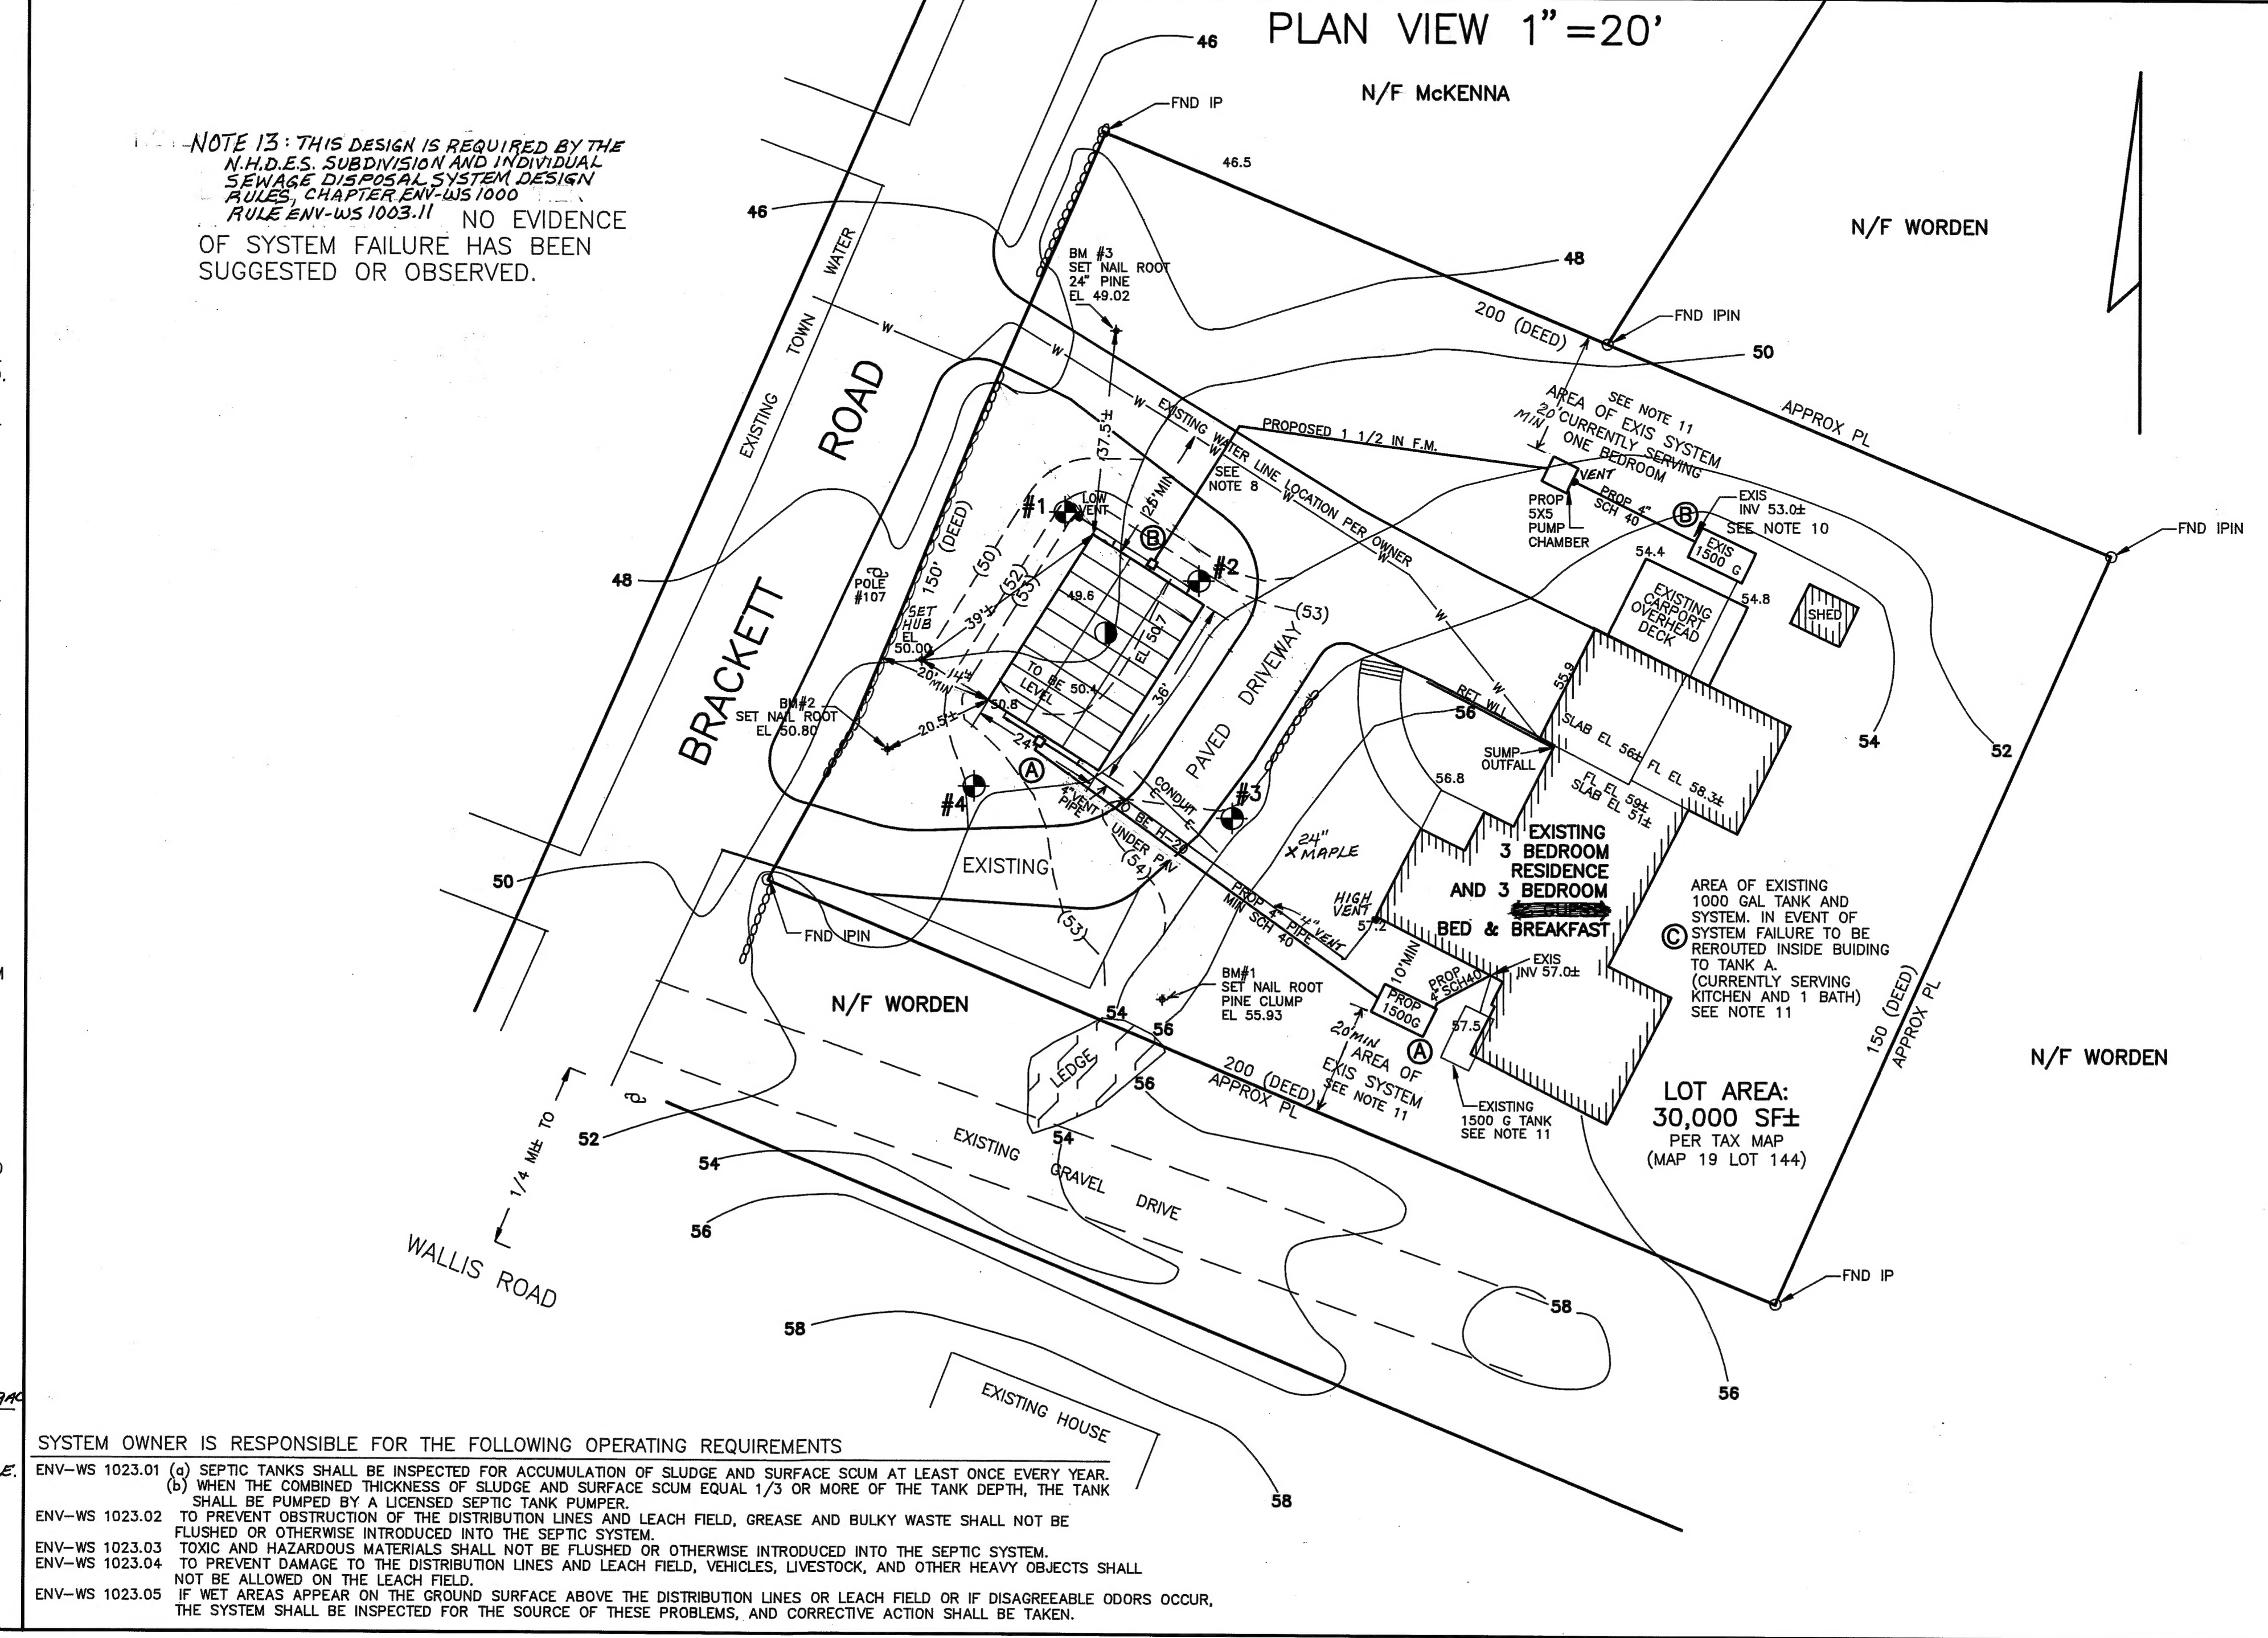 PLAN VIEW 1"=20'
N/F McKENNA
N/F WORDEN
NOTE 13: THIS DESIGN IS REQUIRED BY THE
N.H.D.E.S. SUBDIVISION AND INDIVIDUAL
SEWAGE DISPOSAL SYSTEM DESIGN
RULES, CHAPTER ENV-WS 1000
RULE ENV-WS 1003.11 NO EVIDENCE
OF SYSTEM FAILURE HAS BEEN
SUGGESTED OR OBSERVED.
46
FND IP
46.5
46
48
BM #3
SET NAIL ROOT
24" PINE
EL 49.02
200 (DEED)
FND IPIN
50
APPROX PL
EXISTING TOWN WATER
BRACKETT ROAD
W
W
W
W
W
W
W
W
EXISTING WATER LINE LOCATION PER OWNER
37.5'±
25'MIN
SEE
NOTE 8
PROPOSED 1 1/2 IN F.M.
SEE NOTE 11
AREA OF EXIS SYSTEM
CURRENTLY SERVING
ONE BEDROOM
20'
MIN
VENT
PROP
5X5
PUMP
CHAMBER
PROP 4"
SCH 40
B
EXIS
INV 53.0±
SEE NOTE 10
EXIS
1500 G
54.4
54.8
EXISTING
CARPORT
OVERHEAD
DECK
SHED
FND IPIN
#1
LOW
VENT
B
#2
(50)
(52)
(53)
(53)
150' (DEED)
48
POLE
#107
SET
HUB
EL
50.00
39'±
49.6
EL 50.7
TO BE
LEVEL
50.4
50.8
36'
14'±
20'MIN
BM#2
SET NAIL ROOT
EL 50.80
20.5'±
24'
A
#4
#3
PAVED DRIVEWAY
CONDUIT
E
E
4"VENT
PIPE
TO BE H-20
UNDER PAV
(54)
(53)
EXISTING
50
FND IPIN
RET WLL
56
SUMP
OUTFALL
56.8
55.9
SLAB EL 56±
FL EL 58.3±
FL EL 59±
SLAB EL 51±
54
52
24"
X MAPLE
HIGH
VENT
57.2
EXISTING
3 BEDROOM
RESIDENCE
AND 3 BEDROOM
BED & BREAKFAST
PROP 4" PIPE
MIN SCH 40
4" VENT
10'MIN
PROP
4" SCH40
EXIS
INV 57.0±
PROP
1500G
57.5
A
20'MIN
AREA OF
EXIS SYSTEM
SEE NOTE 11
EXISTING
1500 G TANK
SEE NOTE 11
C
AREA OF EXISTING
1000 GAL TANK AND
SYSTEM. IN EVENT OF
SYSTEM FAILURE TO BE
REROUTED INSIDE BUIDING
TO TANK A.
(CURRENTLY SERVING
KITCHEN AND 1 BATH)
SEE NOTE 11
150 (DEED)
APPROX PL
N/F WORDEN
BM#1
SET NAIL ROOT
PINE CLUMP
EL 55.93
N/F WORDEN
54
56
LEDGE
56
54
200 (DEED)
APPROX PL
LOT AREA:
30,000 SF±
PER TAX MAP
(MAP 19 LOT 144)
1/4 MI± TO
WALLIS ROAD
52
54
56
EXISTING GRAVEL DRIVE
58
58
FND IP
56
58
EXISTING HOUSE
SYSTEM OWNER IS RESPONSIBLE FOR THE FOLLOWING OPERATING REQUIREMENTS
ENV-WS 1023.01 (a) SEPTIC TANKS SHALL BE INSPECTED FOR ACCUMULATION OF SLUDGE AND SURFACE SCUM AT LEAST ONCE EVERY YEAR.
(b) WHEN THE COMBINED THICKNESS OF SLUDGE AND SURFACE SCUM EQUAL 1/3 OR MORE OF THE TANK DEPTH, THE TANK
SHALL BE PUMPED BY A LICENSED SEPTIC TANK PUMPER.
ENV-WS 1023.02 TO PREVENT OBSTRUCTION OF THE DISTRIBUTION LINES AND LEACH FIELD, GREASE AND BULKY WASTE SHALL NOT BE
FLUSHED OR OTHERWISE INTRODUCED INTO THE SEPTIC SYSTEM.
ENV-WS 1023.03 TOXIC AND HAZARDOUS MATERIALS SHALL NOT BE FLUSHED OR OTHERWISE INTRODUCED INTO THE SEPTIC SYSTEM.
ENV-WS 1023.04 TO PREVENT DAMAGE TO THE DISTRIBUTION LINES AND LEACH FIELD, VEHICLES, LIVESTOCK, AND OTHER HEAVY OBJECTS SHALL
NOT BE ALLOWED ON THE LEACH FIELD.
ENV-WS 1023.05 IF WET AREAS APPEAR ON THE GROUND SURFACE ABOVE THE DISTRIBUTION LINES OR LEACH FIELD OR IF DISAGREEABLE ODORS OCCUR,
THE SYSTEM SHALL BE INSPECTED FOR THE SOURCE OF THESE PROBLEMS, AND CORRECTIVE ACTION SHALL BE TAKEN.